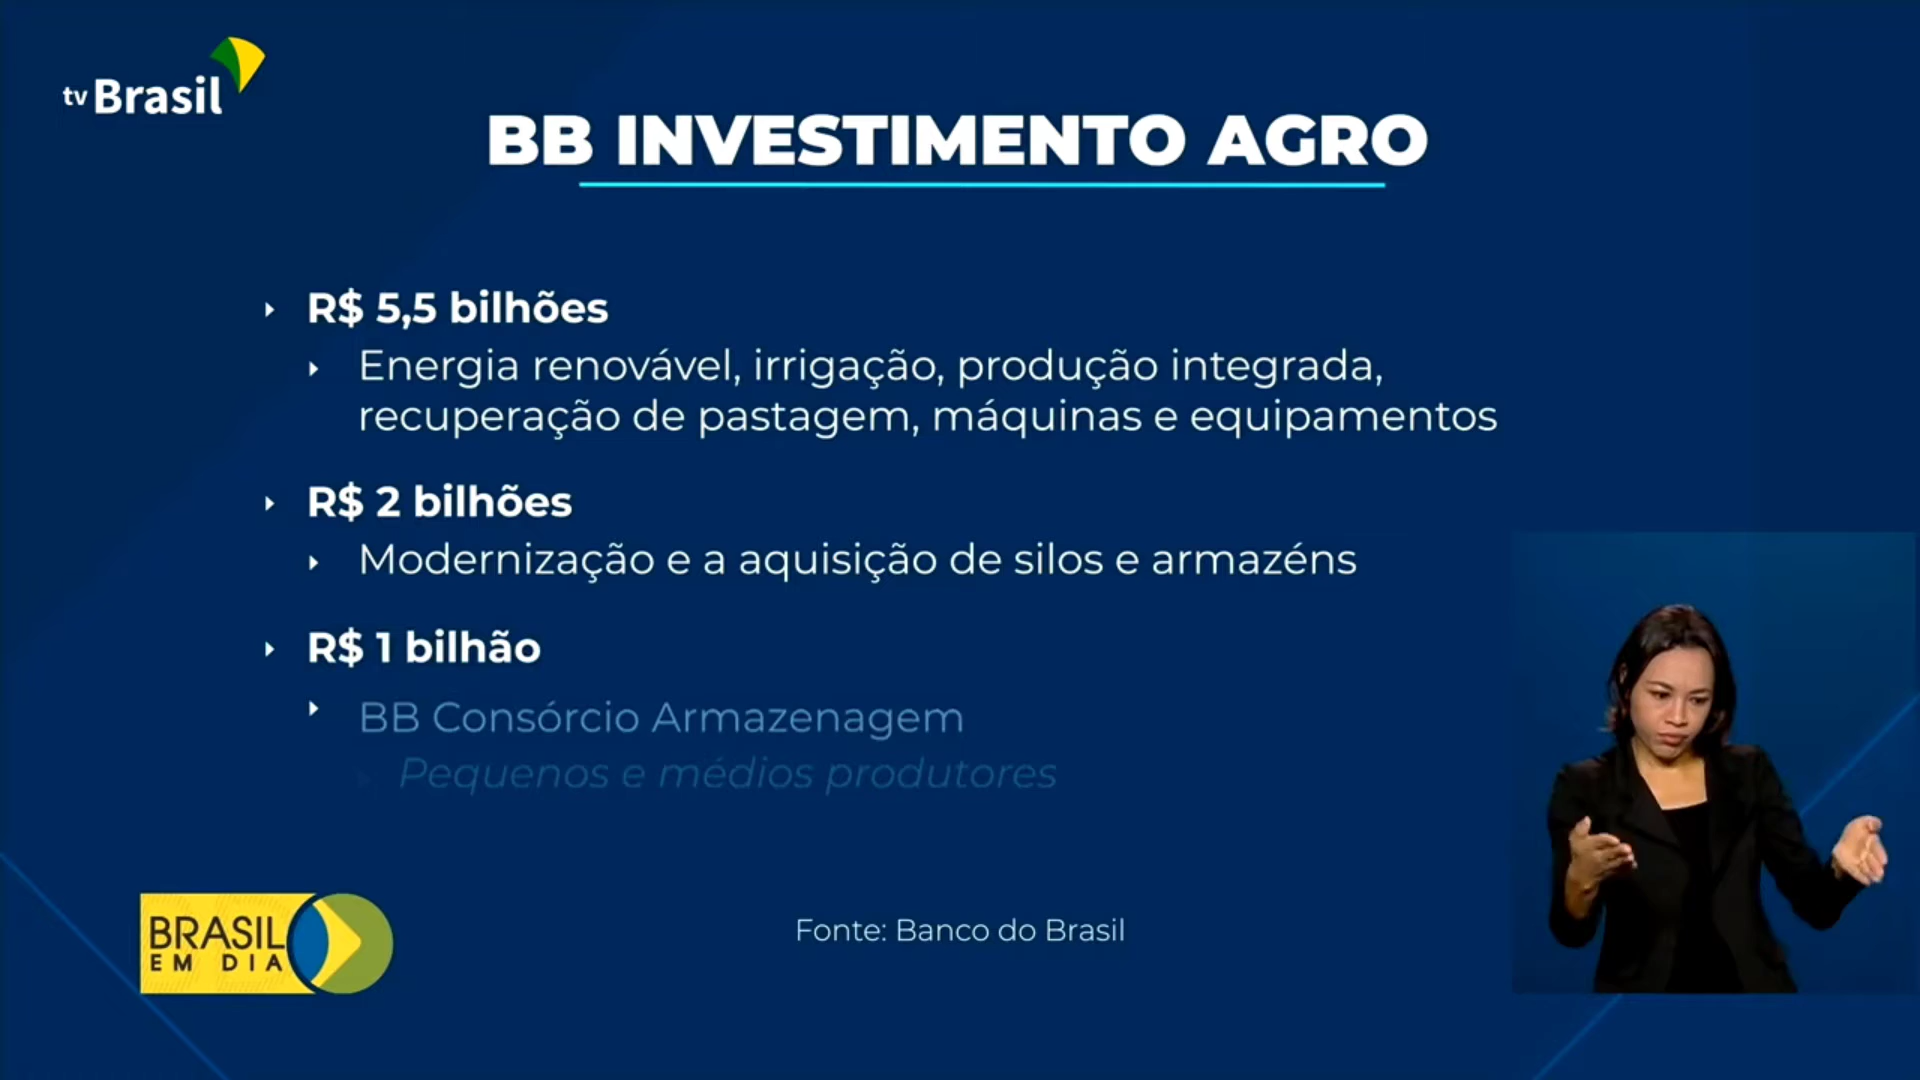 tv Brasil
BB INVESTIMENTO AGRO
R$ 5,5 bilhões
Energia renovável, irrigação, produção integrada,
recuperação de pastagem, máquinas e equipamentos
R$ 2 bilhões
Modernização e a aquisição de silos e armazéns
R$ 1 bilhão
BB Consórcio Armazenagem
Pequenos e médios produtores
BRASIL
EM DIA
Fonte: Banco do Brasil